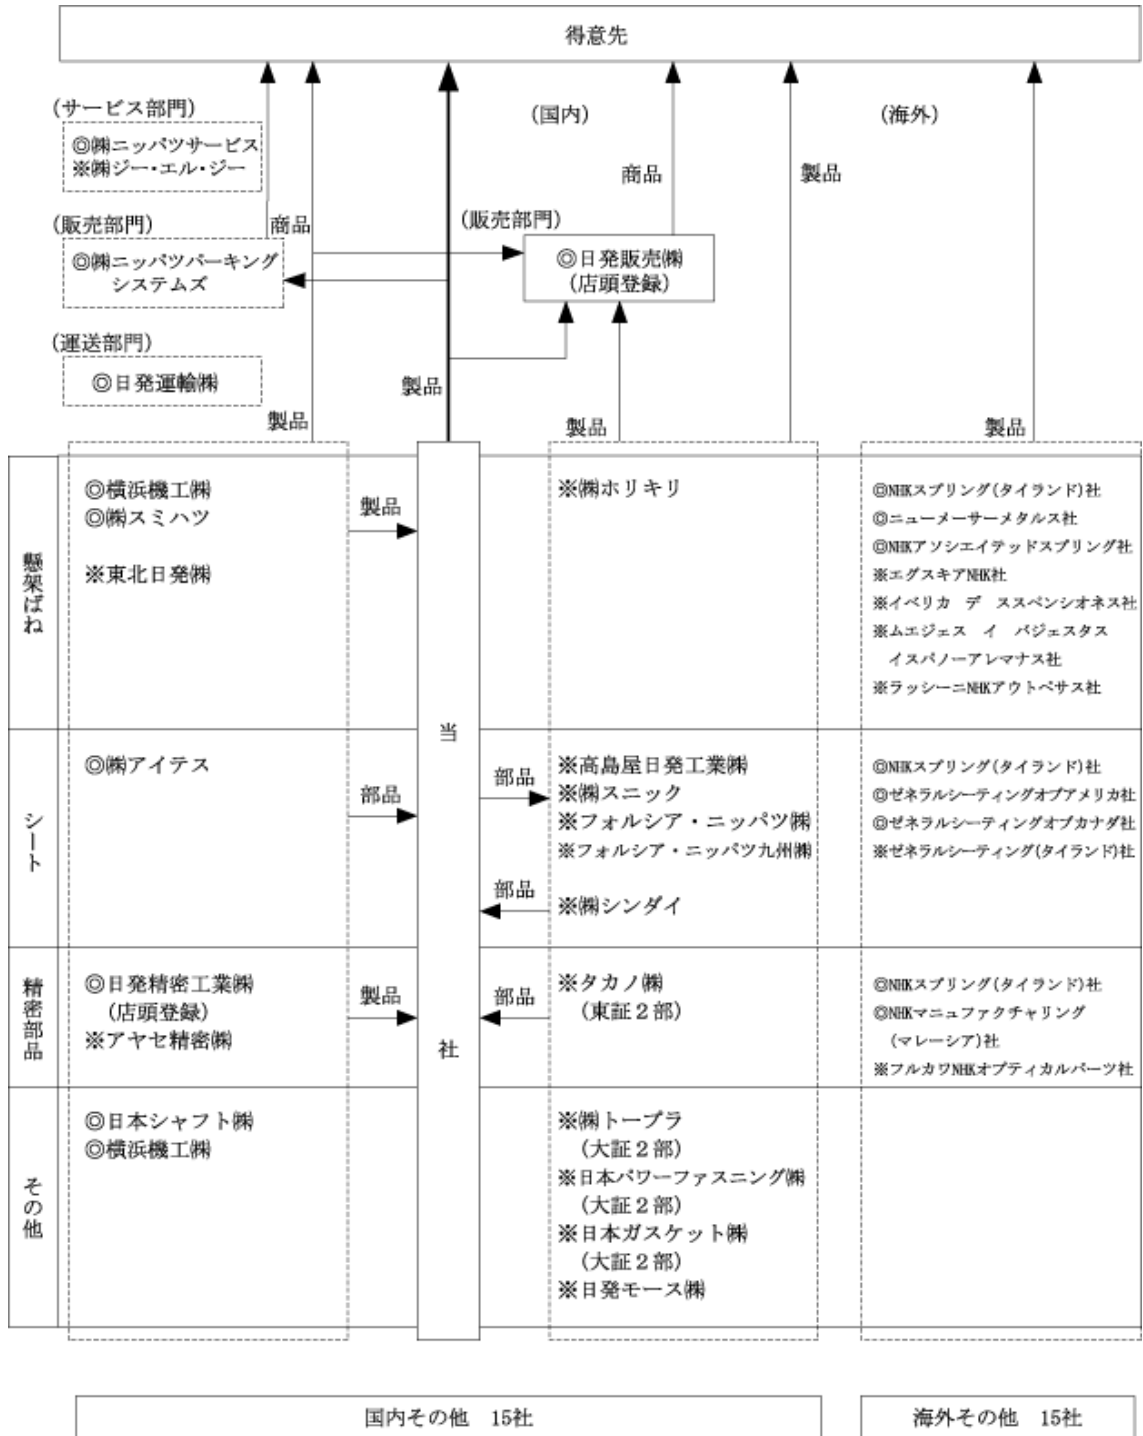 得意先
(サービス部門)
(国内)
(海外)
◎㈱ニッパツサービス
※㈱ジー・エル・ジー
商品
製品
(販売部門)
商品
(販売部門)
◎㈱ニッパツパーキング
システムズ
◎日発販売㈱
(店頭登録)
(運送部門)
◎日発運輸㈱
製品
製品
製品
製品
懸架ばね
◎横浜機工㈱
◎㈱スミハツ
※東北日発㈱
製品
※㈱ホリキリ
◎NHKスプリング(タイランド)社
◎ニューメーサーメタルス社
◎NHKアソシエイテッドスプリング社
※エグスキアNHK社
※イベリカ デ ススペンシオネス社
※ムエジェス イ バジェスタス
イスパノーアレマナス社
※ラッシーニNHKアウトペサス社
当社
シート
◎㈱アイテス
部品
部品
※高島屋日発工業㈱
※㈱スニック
※フォルシア・ニッパツ㈱
※フォルシア・ニッパツ九州㈱
部品
※㈱シンダイ
◎NHKスプリング(タイランド)社
◎ゼネラルシーティングオブアメリカ社
◎ゼネラルシーティングオブカナダ社
※ゼネラルシーティング(タイランド)社
精密部品
◎日発精密工業㈱
(店頭登録)
※アヤセ精密㈱
製品
部品
※タカノ㈱
(東証２部)
◎NHKスプリング(タイランド)社
◎NHKマニュファクチャリング
(マレーシア)社
※フルカワNHKオプティカルパーツ社
その他
◎日本シャフト㈱
◎横浜機工㈱
※㈱トープラ
(大証２部)
※日本パワーファスニング㈱
(大証２部)
※日本ガスケット㈱
(大証２部)
※日発モース㈱
国内その他 15社
海外その他 15社